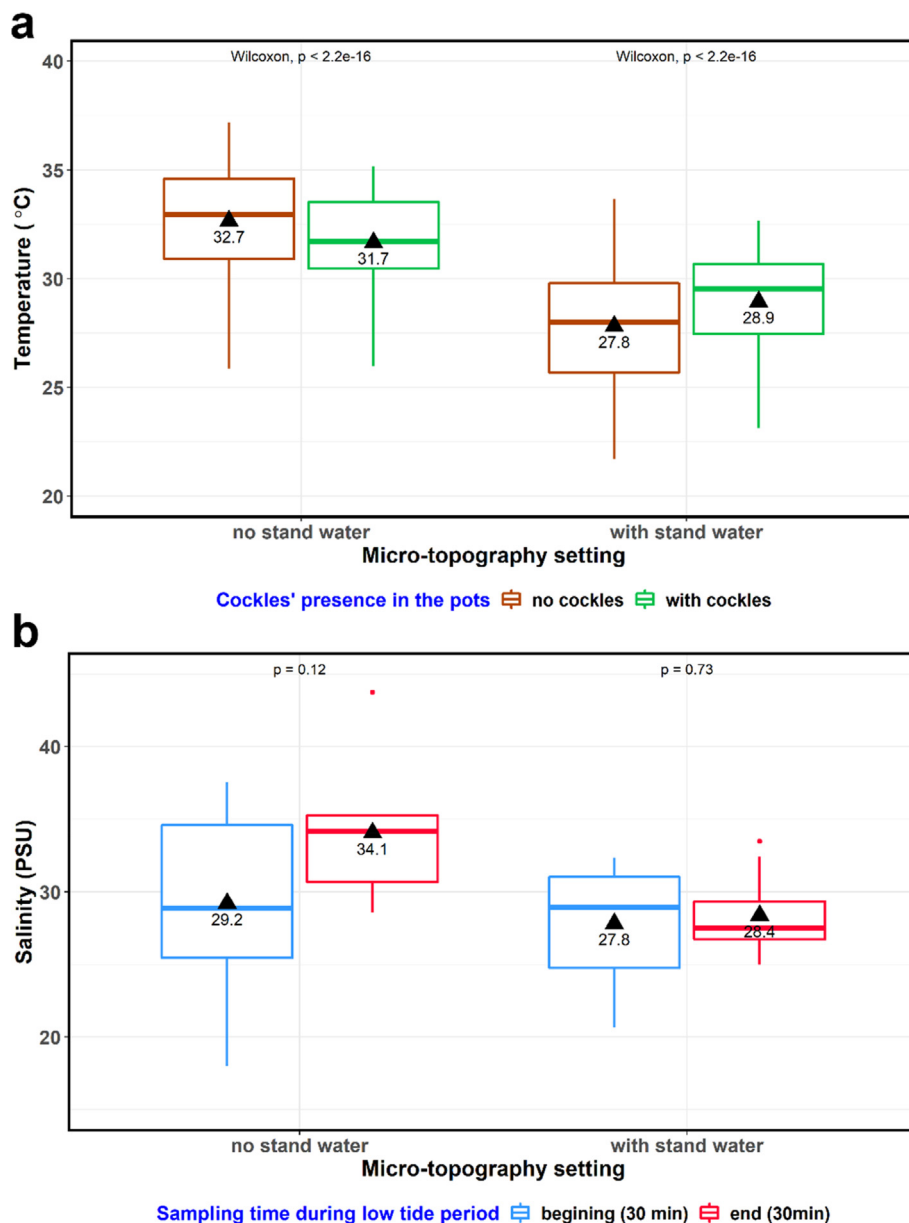 a
Wilcoxon, p < 2.2e-16 Wilcoxon, p < 2.2e-16
40
35
30
25
20
Temperature ( °C)
32.7
31.7
27.8
28.9
no stand water with stand water
Micro-topography setting
Cockles' presence in the pots no cockles with cockles
b
p = 0.12 p = 0.73
40
30
20
Salinity (PSU)
29.2
34.1
27.8
28.4
no stand water with stand water
Micro-topography setting
Sampling time during low tide period begining (30 min) end (30min)